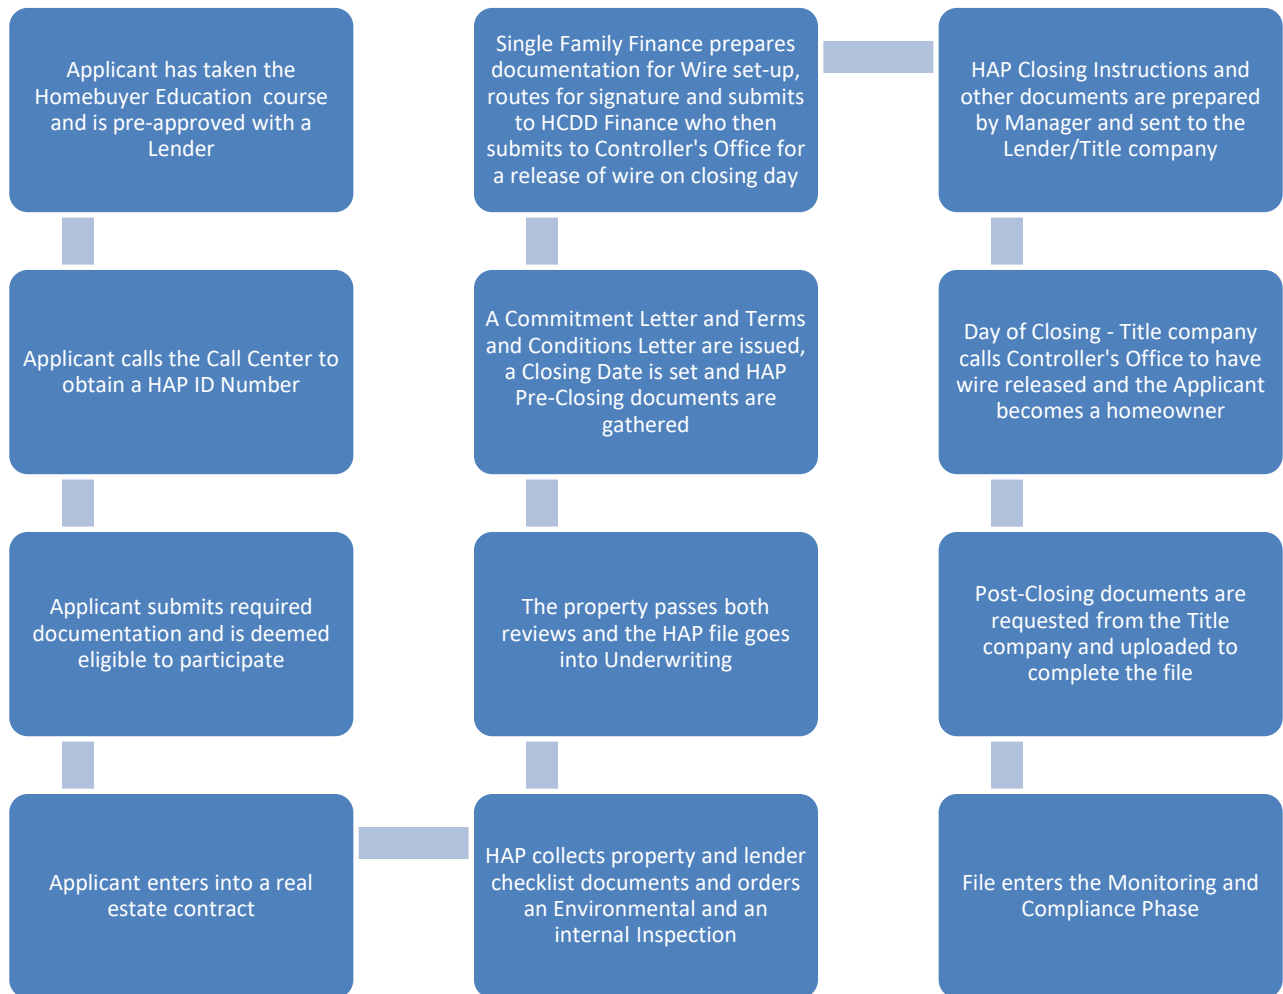 Applicant has taken the
Homebuyer Education course
and is pre-approved with a
Lender
Applicant calls the Call Center to
obtain a HAP ID Number
Applicant submits required
documentation and is deemed
eligible to participate
Applicant enters into a real
estate contract
HAP collects property and lender
checklist documents and orders
an Environmental and an
internal Inspection
The property passes both
reviews and the HAP file goes
into Underwriting
A Commitment Letter and Terms
and Conditions Letter are issued,
a Closing Date is set and HAP
Pre-Closing documents are
gathered
Single Family Finance prepares
documentation for Wire set-up,
routes for signature and submits
to HCDD Finance who then
submits to Controller's Office for
a release of wire on closing day
HAP Closing Instructions and
other documents are prepared
by Manager and sent to the
Lender/Title company
Day of Closing - Title company
calls Controller's Office to have
wire released and the Applicant
becomes a homeowner
Post-Closing documents are
requested from the Title
company and uploaded to
complete the file
File enters the Monitoring and
Compliance Phase